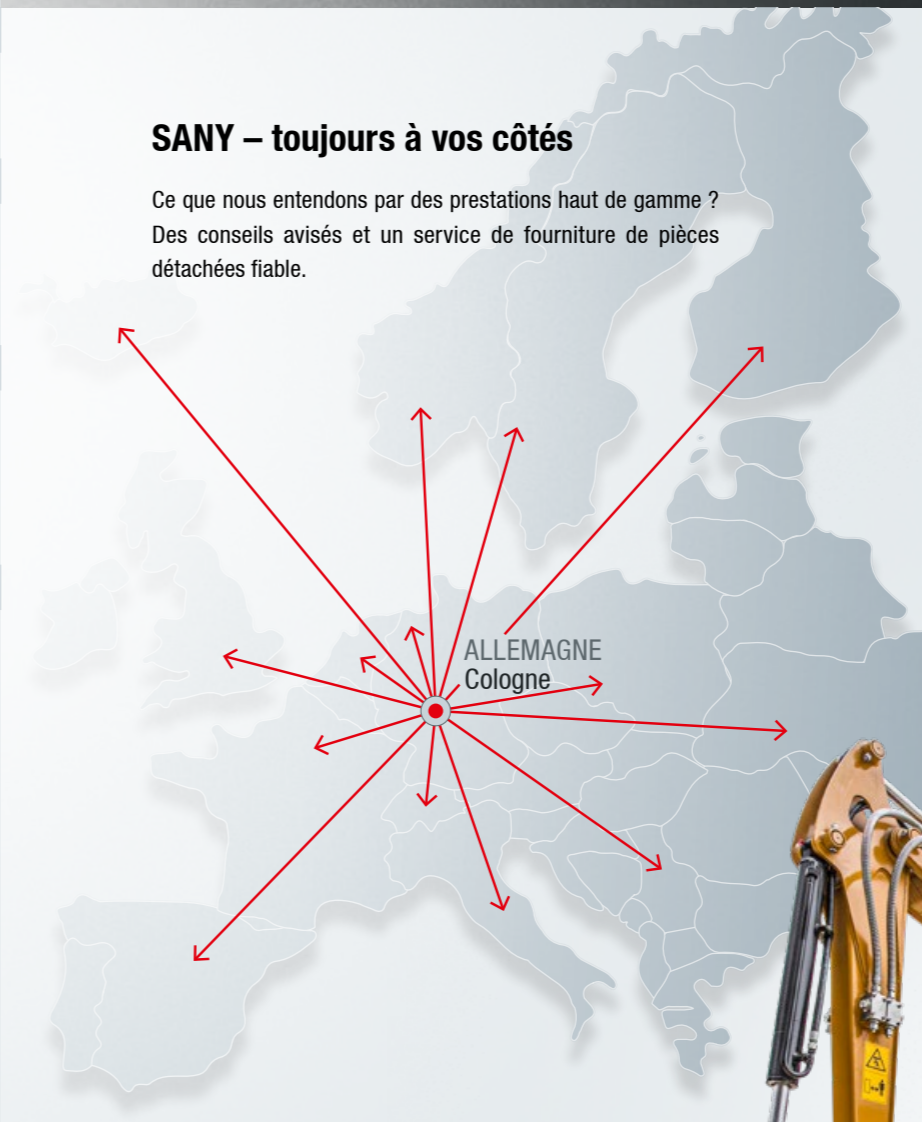 SANY – toujours à vos côtés
Ce que nous entendons par des prestations haut de gamme ?
Des conseils avisés et un service de fourniture de pièces
détachées fiable.
ALLEMAGNE
Cologne